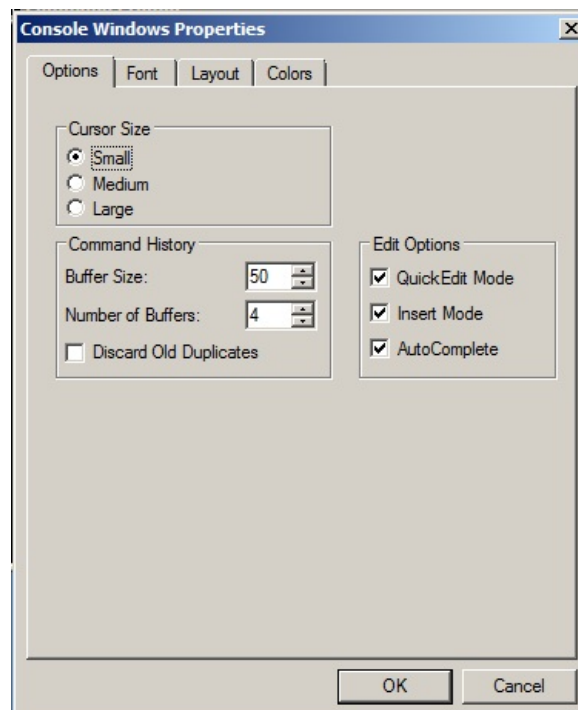 Console Windows Properties
Options Font Layout Colors
Cursor Size
Small
Medium
Large
Command History
Buffer Size: 50
Number of Buffers: 4
Discard Old Duplicates
Edit Options
QuickEdit Mode
Insert Mode
AutoComplete
OK Cancel